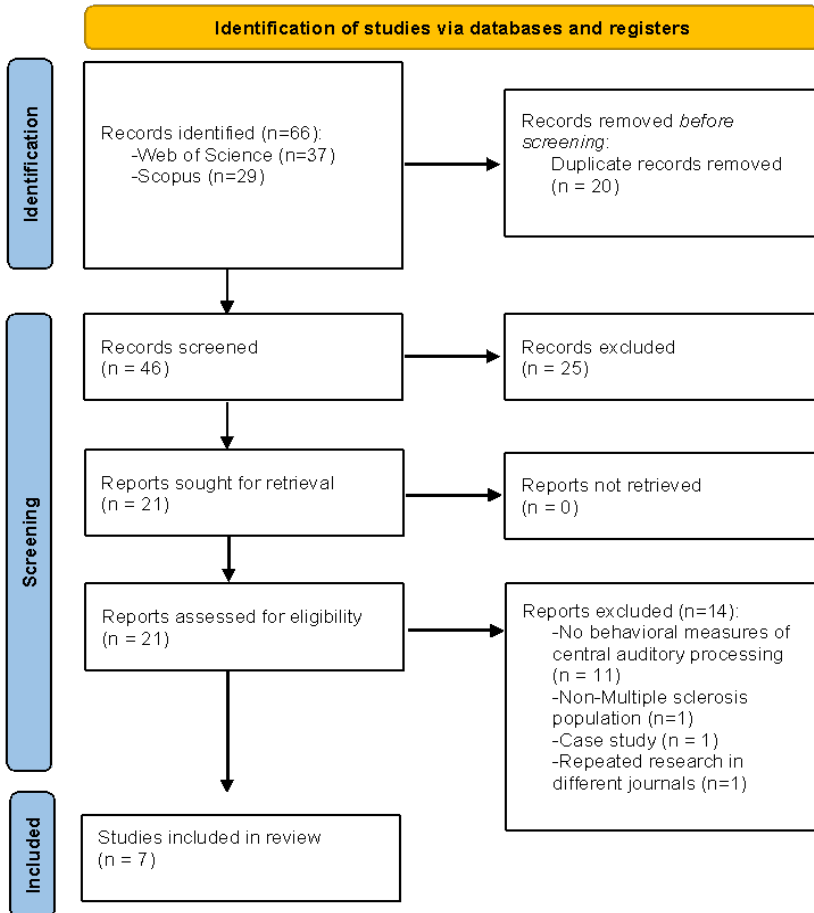 Identification of studies via databases and registers
Identification
Records identified (n=66):
-Web of Science (n=37)
-Scopus (n=29)
Records removed before
screening:
Duplicate records removed
(n = 20)
Screening
Records screened
(n = 46)
Records excluded
(n = 25)
Reports sought for retrieval
(n = 21)
Reports not retrieved
(n = 0)
Reports assessed for eligibility
(n = 21)
Reports excluded (n=14):
-No behavioral measures of
central auditory processing
(n = 11)
-Non-Multiple sclerosis
population (n=1)
-Case study (n = 1)
-Repeated research in
different journals (n=1)
Included
Studies included in review
(n = 7)